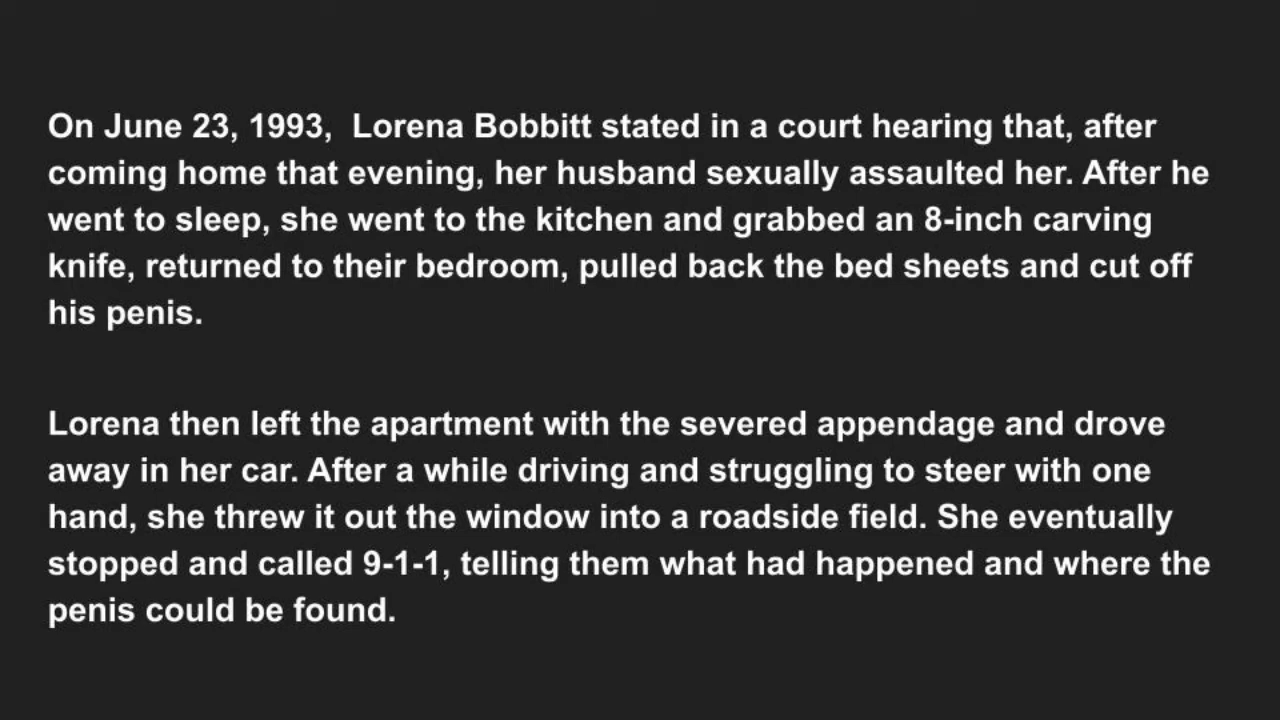 On June 23, 1993,  Lorena Bobbitt stated in a court hearing that, after
coming home that evening, her husband sexually assaulted her. After he
went to sleep, she went to the kitchen and grabbed an 8-inch carving
knife, returned to their bedroom, pulled back the bed sheets and cut off
his penis.
Lorena then left the apartment with the severed appendage and drove
away in her car. After a while driving and struggling to steer with one
hand, she threw it out the window into a roadside field. She eventually
stopped and called 9-1-1, telling them what had happened and where the
penis could be found.